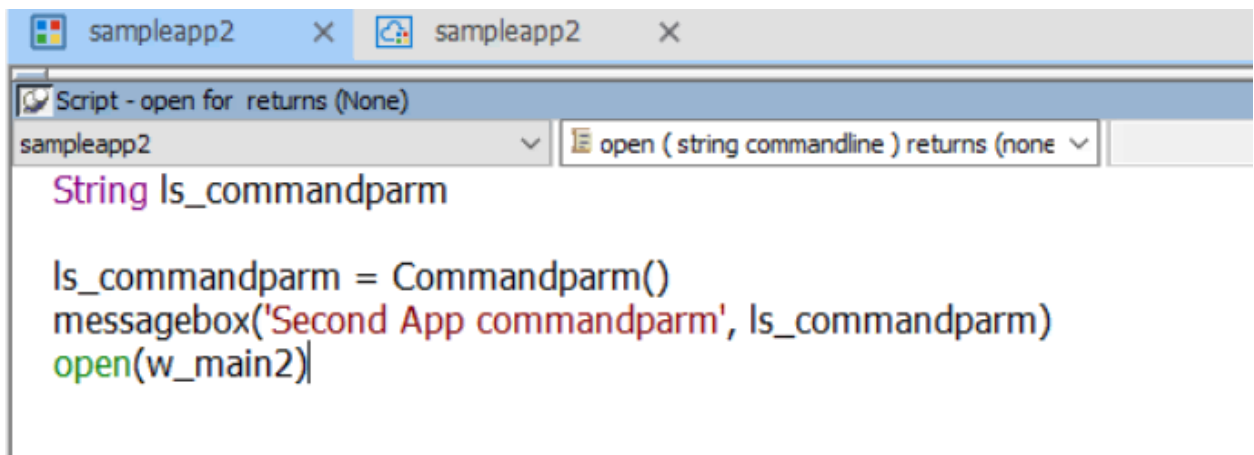 sampleapp2 sampleapp2
Script - open for returns (None)
sampleapp2 open ( string commandline ) returns (none
String ls_commandparm
ls_commandparm = Commandparm()
messagebox('Second App commandparm', ls_commandparm)
open(w_main2)